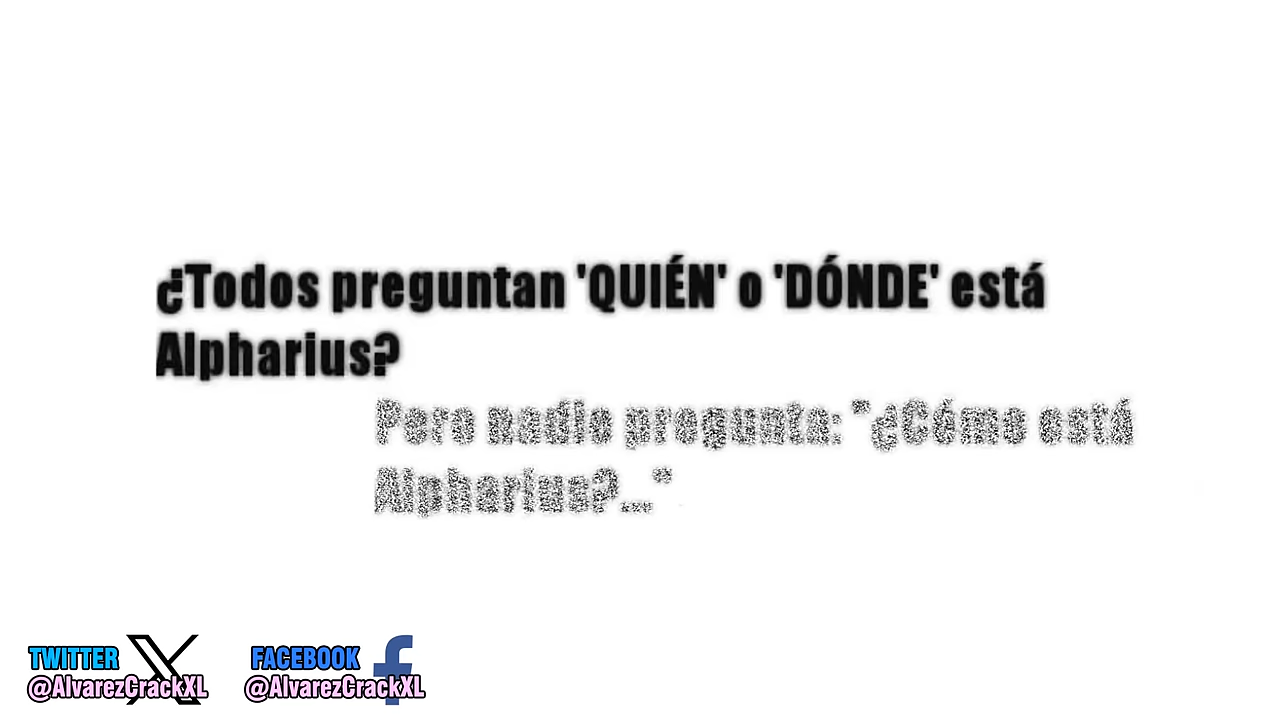 ¿Todos preguntan 'QUIÉN' o 'DÓNDE' está
Alpharius?
Pero nadie pregunta: "¿Cómo está
Alpharius?..."
TWITTER
@AlvarezCrackXL
FACEBOOK
@AlvarezCrackXL